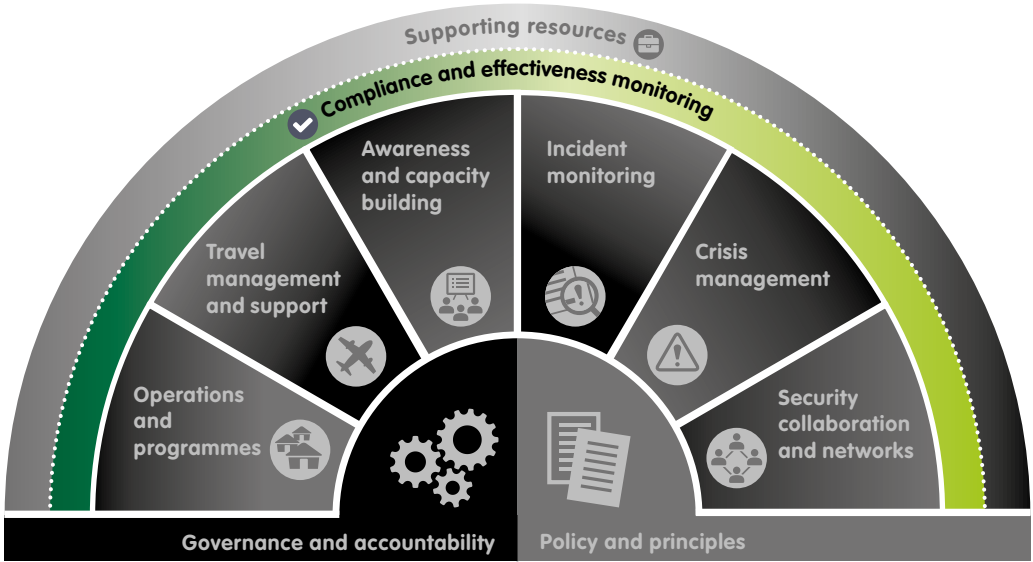 Supporting resources
Compliance and effectiveness monitoring
Awareness
and capacity
building
Incident
monitoring
Travel
management
and support
Crisis
management
Operations
and
programmes
Security
collaboration
and networks
Governance and accountability
Policy and principles